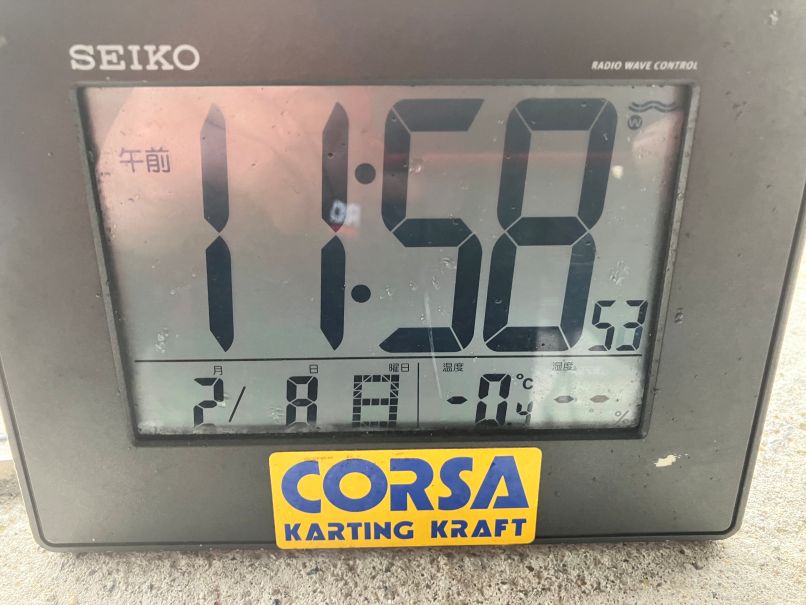 SEIKO
RADIO WAVE CONTROL
W
午前
11:58 53
月 日 曜日 温度 湿度
2/8 日 -0.4 °C -- %
CORSA
KARTING KRAFT